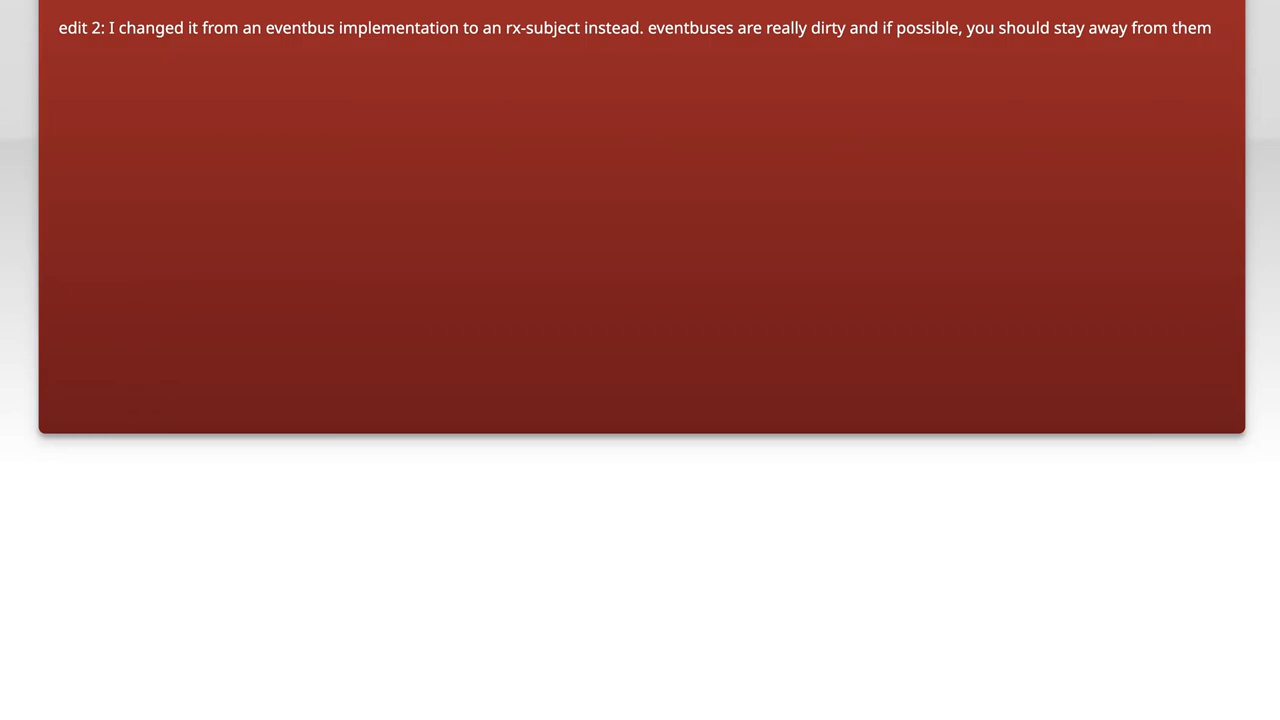 edit 2: I changed it from an eventbus implementation to an rx-subject instead. eventbuses are really dirty and if possible, you should stay away from them